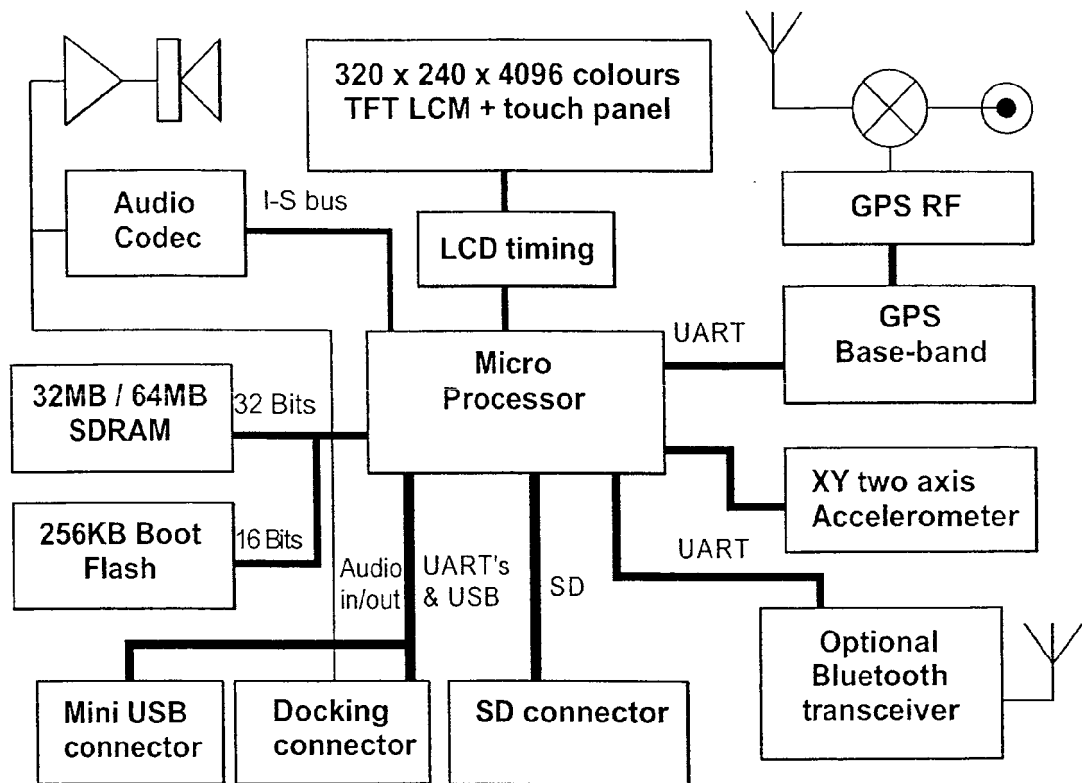 320 x 240 x 4096 colours
TFT LCM + touch panel
Audio
Codec
I-S bus
LCD timing
GPS RF
GPS
Base-band
UART
Micro
Processor
32MB / 64MB
SDRAM
32 Bits
XY two axis
Accelerometer
256KB Boot
Flash
16 Bits
Audio
in/out
UART's
& USB
SD
UART
Optional
Bluetooth
transceiver
Mini USB
connector
Docking
connector
SD connector